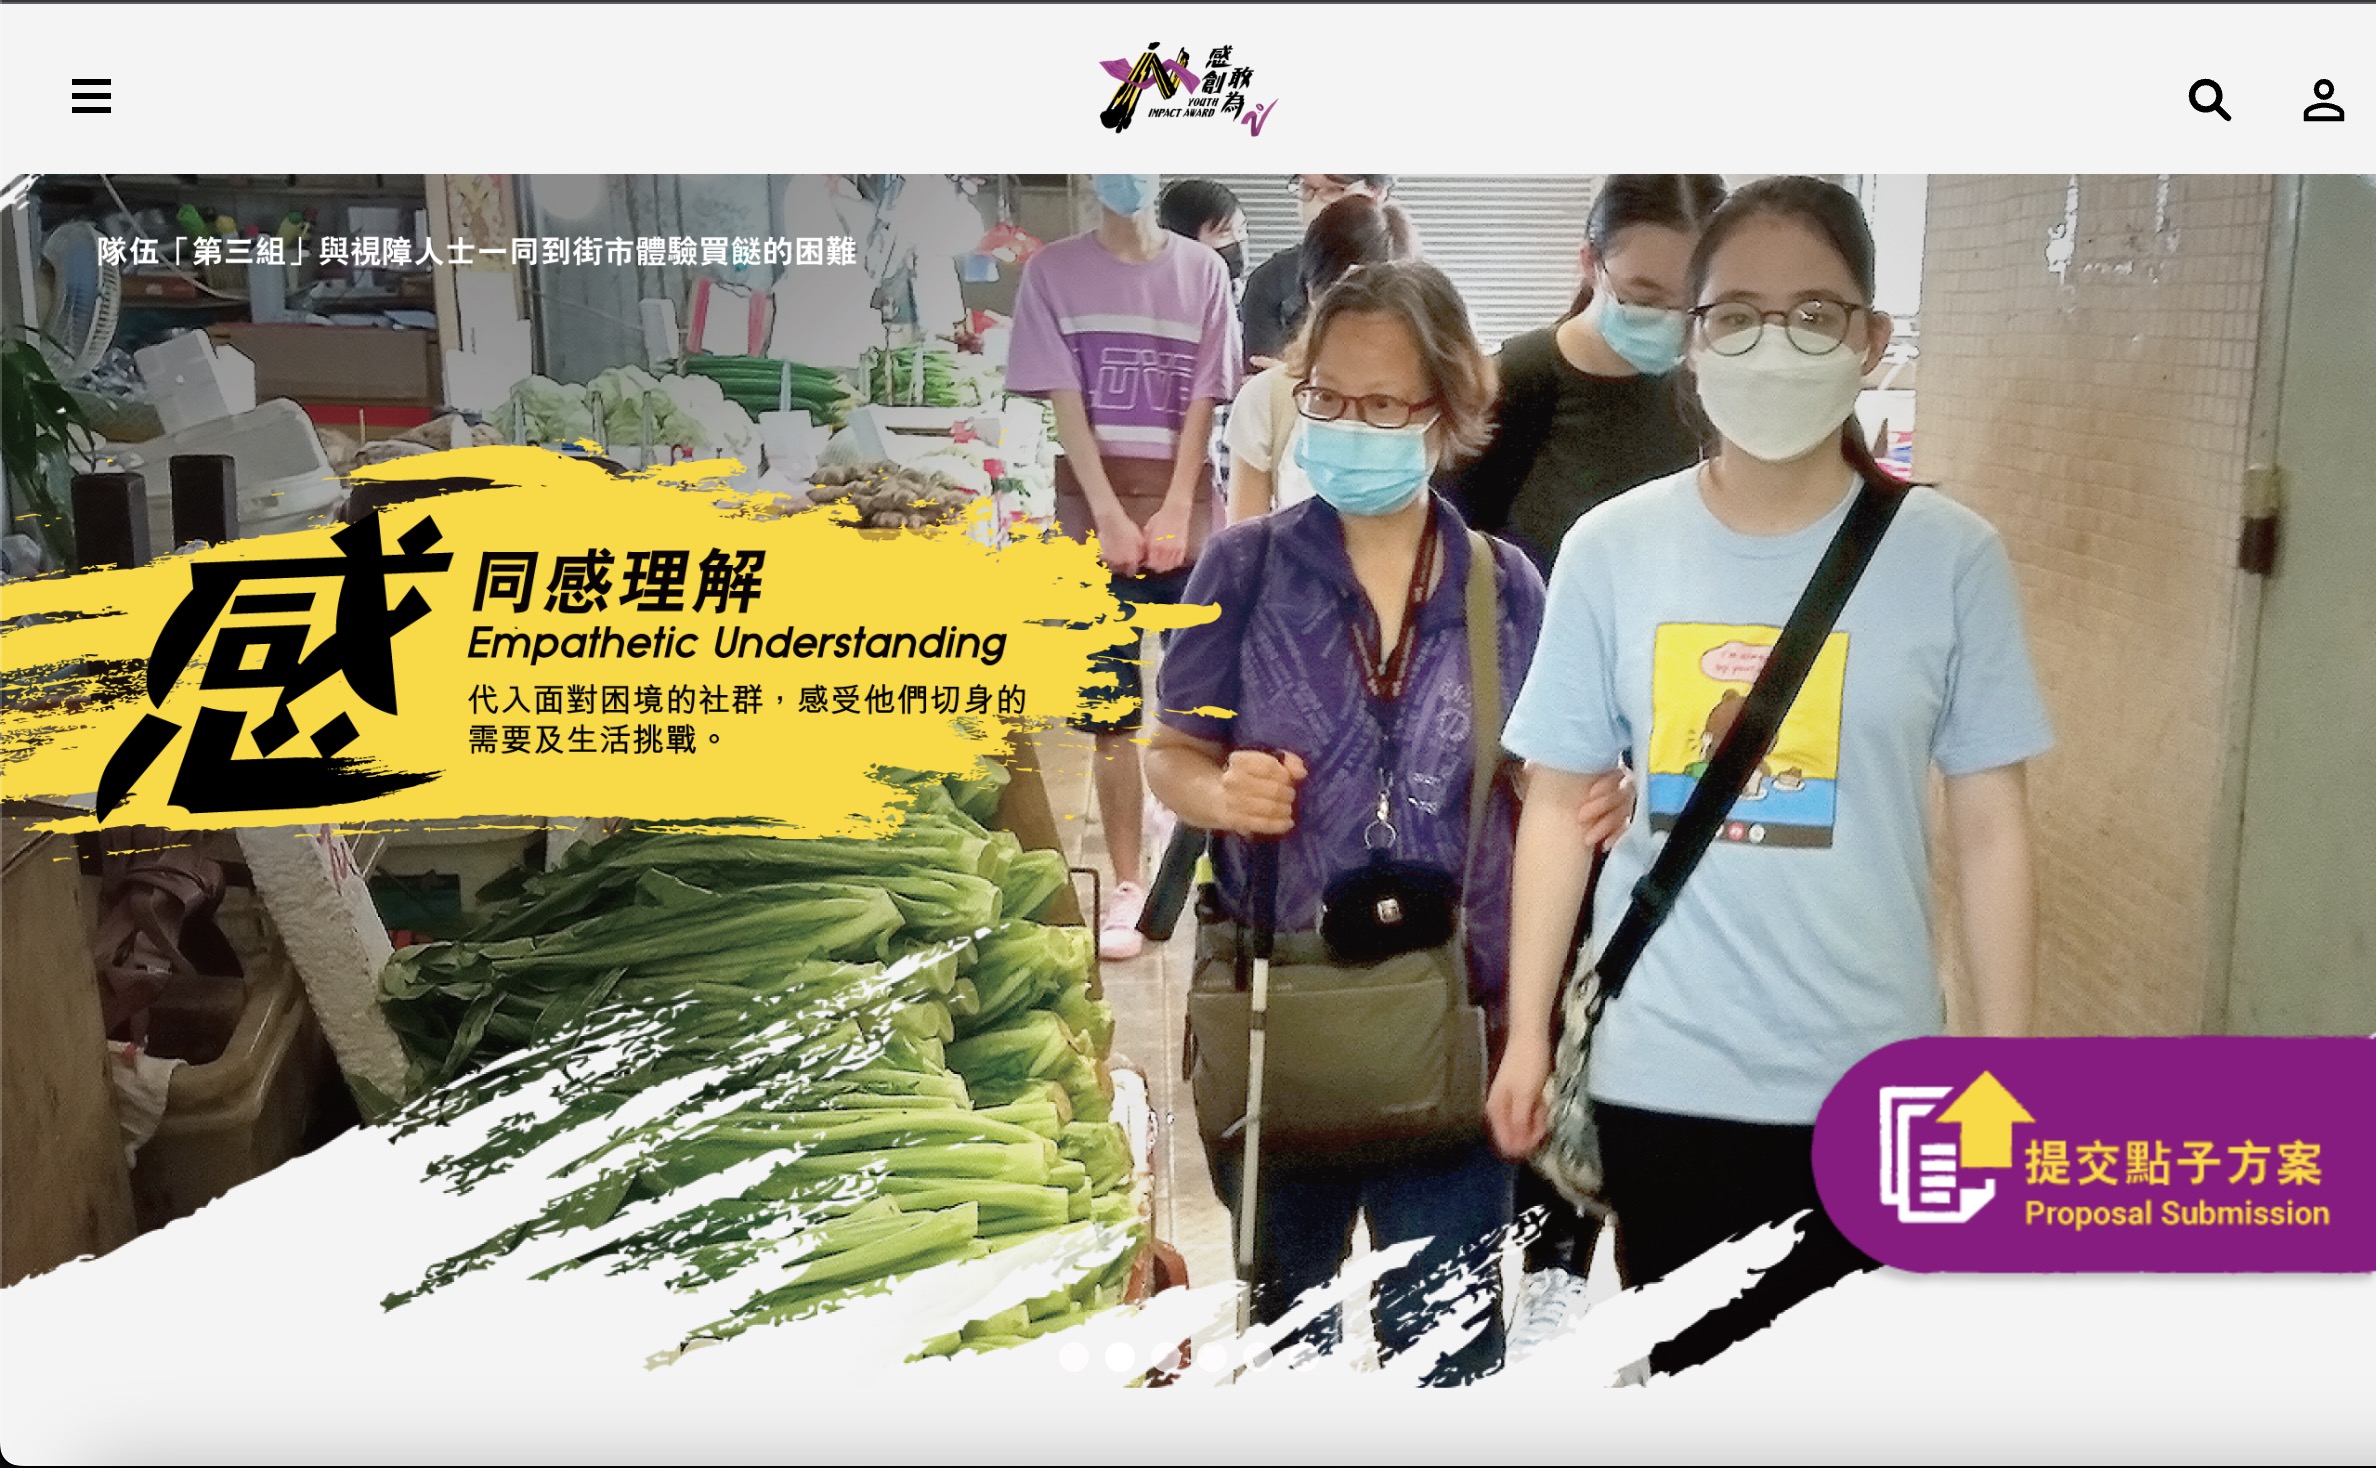 感
創敢
為
YOUTH
IMPACT AWARD
隊伍「第三組」與視障人士一同到街市體驗買餸的困難
感
同感理解
Empathetic Understanding
代入面對困境的社群，感受他們切身的
需要及生活挑戰。
提交點子方案
Proposal Submission